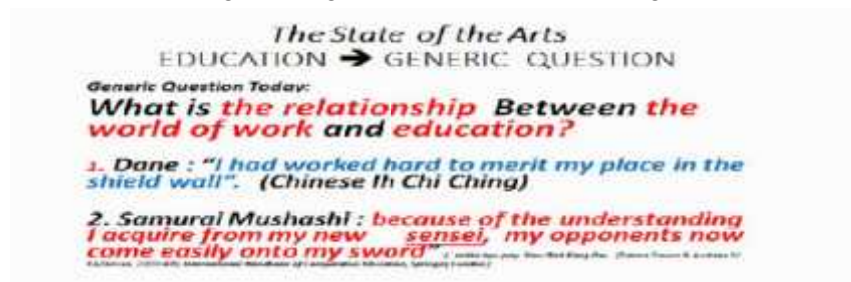 The State of the Arts
EDUCATION ➔ GENERIC QUESTION
Generic Question Today:
What is the relationship Between the
world of work and education?
1. Dane : "I had worked hard to merit my place in the
shield wall". (Chinese Ih Chi Ching)
2. Samurai Mushashi : because of the understanding
I acquire from my new sensei, my opponents now
come easily onto my sword"